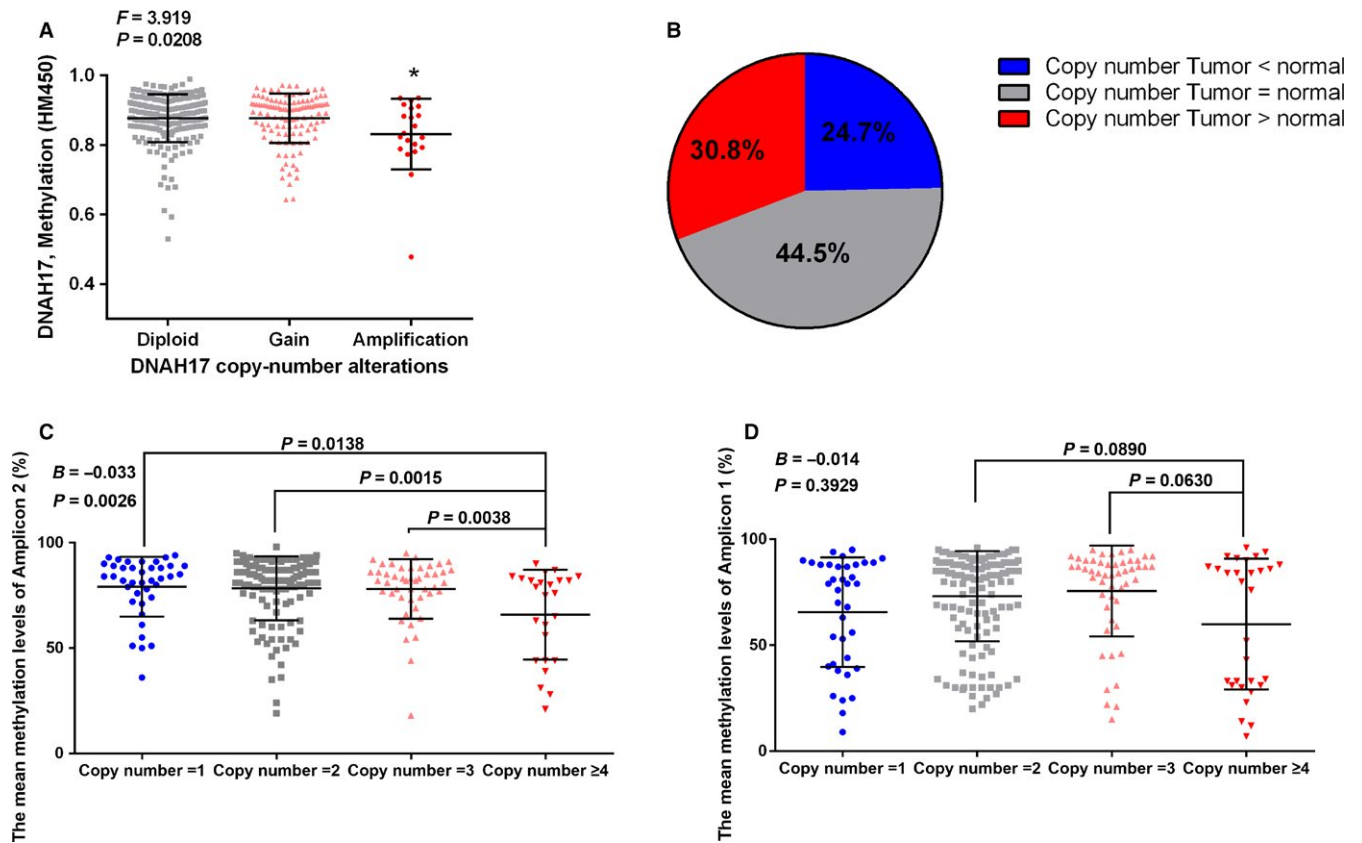 A
F = 3.919
P = 0.0208
*
DNAH17, Methylation (HM450)
1.0
0.8
0.6
0.4
Diploid Gain Amplification
DNAH17 copy-number alterations
B
24.7%
30.8%
44.5%
Copy number Tumor < normal
Copy number Tumor = normal
Copy number Tumor > normal
C
P = 0.0138
B = –0.033
P = 0.0026
P = 0.0015
P = 0.0038
The mean methylation levels of Amplicon 2 (%)
100
50
0
Copy number =1 Copy number =2 Copy number =3 Copy number ≥4
D
P = 0.0890
B = –0.014
P = 0.3929
P = 0.0630
The mean methylation levels of Amplicon 1 (%)
100
50
0
Copy number =1 Copy number =2 Copy number =3 Copy number ≥4